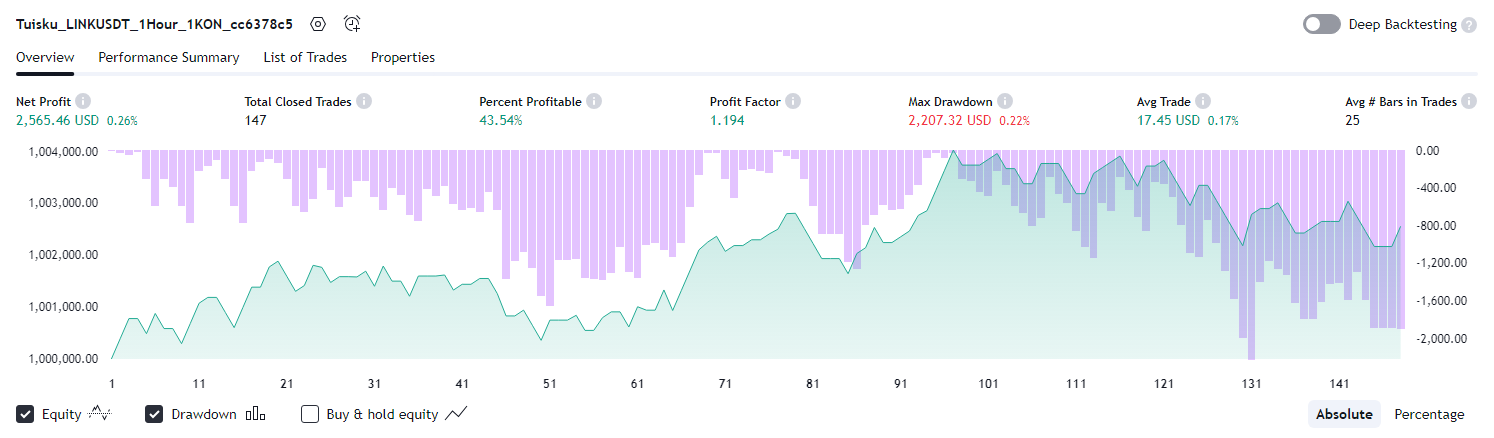 Tuisku_LINKUSDT_1Hour_1KON_cc6378c5 Deep Backtesting ?
Overview Performance Summary List of Trades Properties
Net Profit i Total Closed Trades i Percent Profitable i Profit Factor i Max Drawdown i Avg Trade i Avg # Bars in Trades i
2,565.46 USD 0.26% 147 43.54% 1.194 2,207.32 USD 0.22% 17.45 USD 0.17% 25
1,004,000.00 0.00
1,003,000.00 -400.00
1,002,000.00 -800.00
1,001,000.00 -1,200.00
1,000,000.00 -1,600.00
-2,000.00
1 11 21 31 41 51 61 71 81 91 101 111 121 131 141
Equity Drawdown Buy & hold equity Absolute Percentage